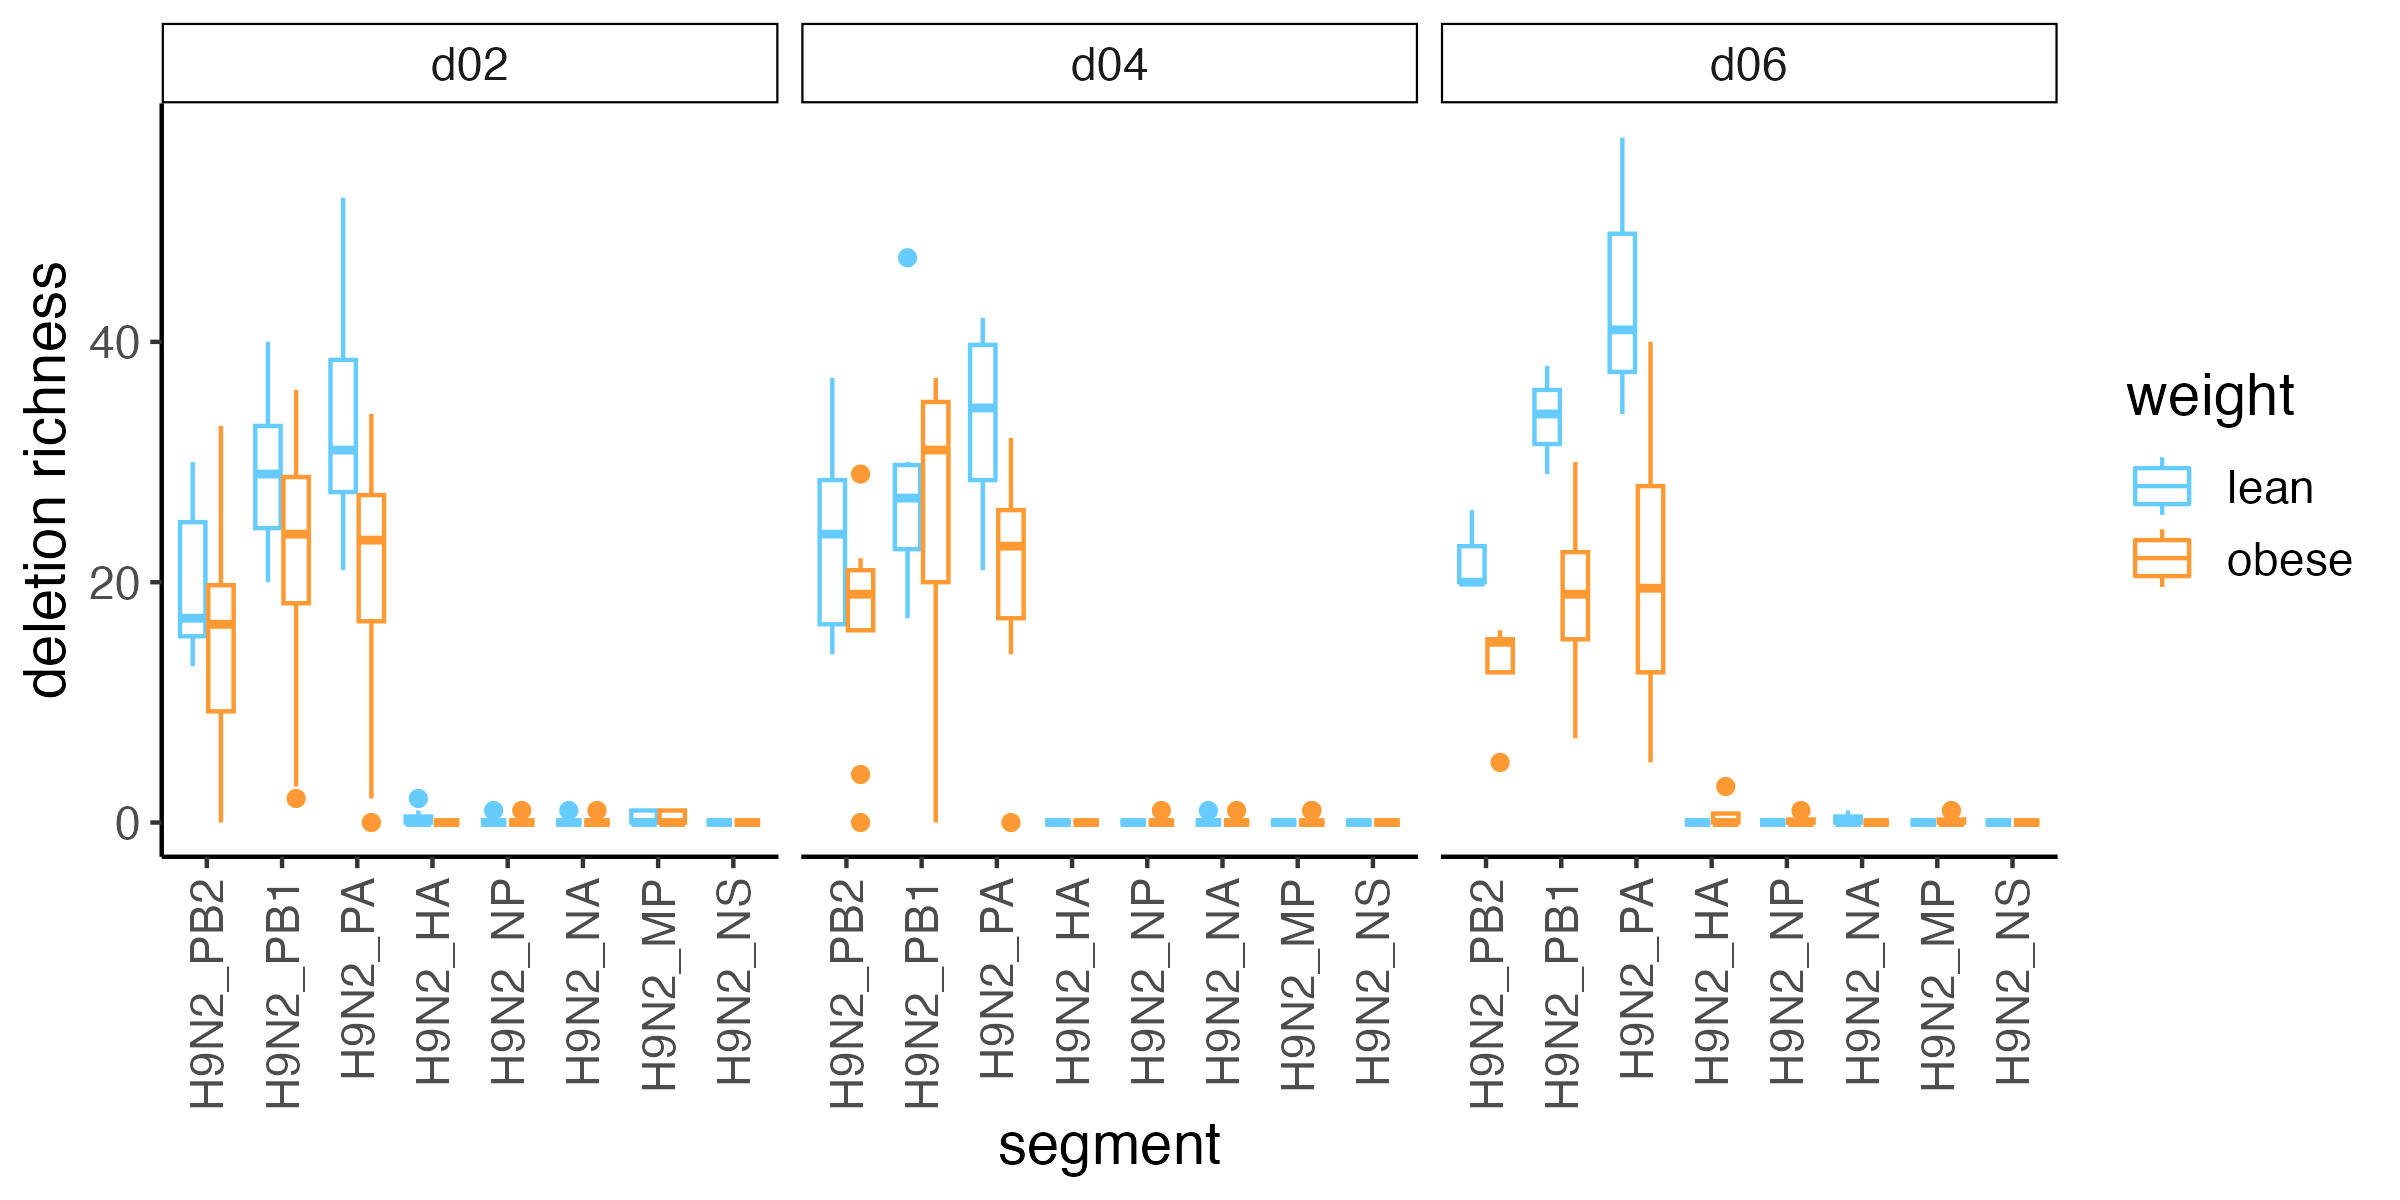 d02 d04 d06
deletion richness
40
20
0
H9N2_PB2 H9N2_PB1 H9N2_PA H9N2_HA H9N2_NP H9N2_NA H9N2_MP H9N2_NS H9N2_PB2 H9N2_PB1 H9N2_PA H9N2_HA H9N2_NP H9N2_NA H9N2_MP H9N2_NS H9N2_PB2 H9N2_PB1 H9N2_PA H9N2_HA H9N2_NP H9N2_NA H9N2_MP H9N2_NS
segment
weight
lean
obese